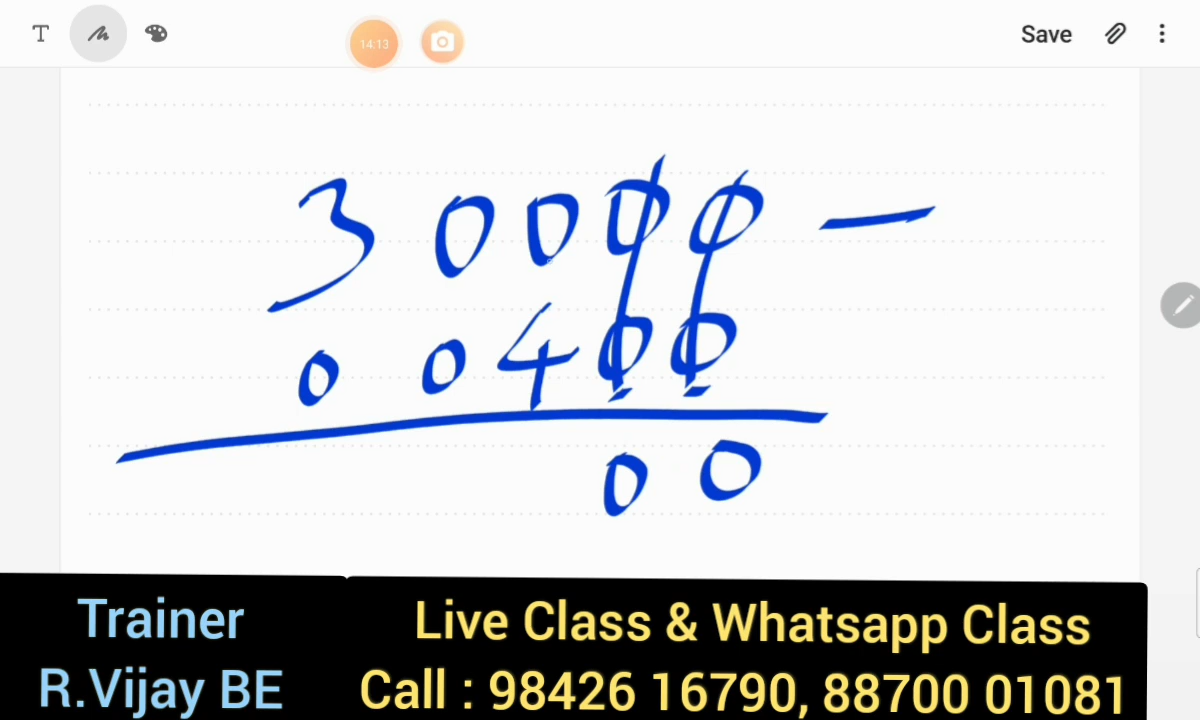 T 14:13 Save
30000 -
00400
00
Trainer Live Class & Whatsapp Class
R.Vijay BE Call : 98426 16790, 88700 01081